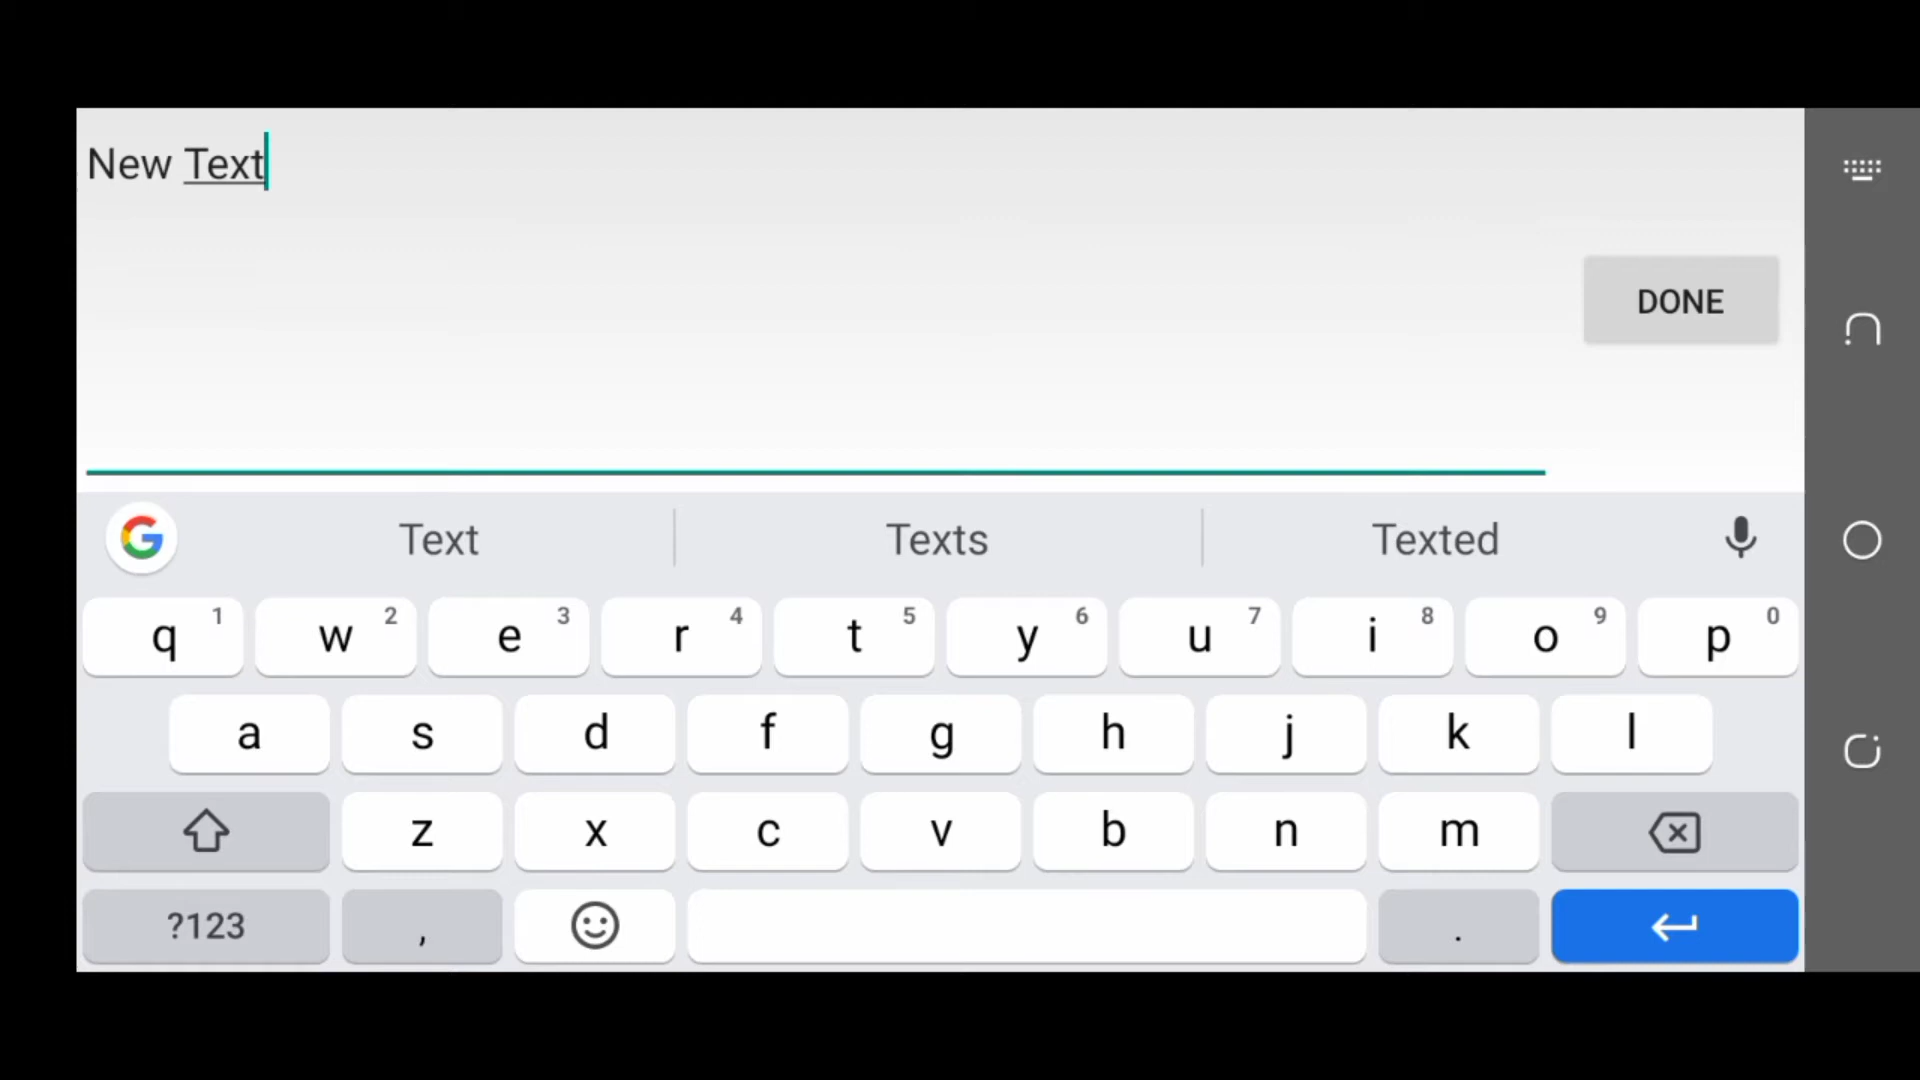 New Text
DONE
Text Texts Texted
q 1 w 2 e 3 r 4 t 5 y 6 u 7 i 8 o 9 p 0
a s d f g h j k l
z x c v b n m
?123 , .